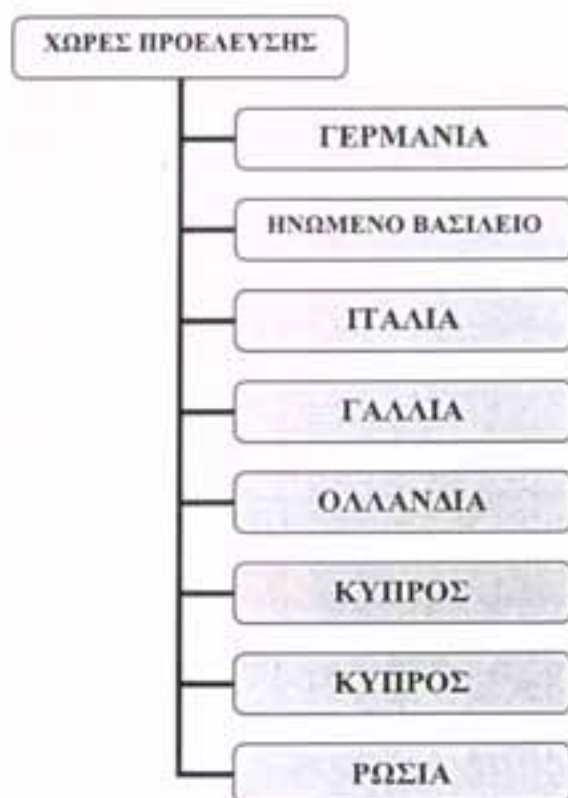 ΧΩΡΕΣ ΠΡΟΕΛΕΥΣΗΣ
ΓΕΡΜΑΝΙΑ
ΗΝΩΜΕΝΟ ΒΑΣΙΛΕΙΟ
ΙΤΑΛΙΑ
ΓΑΛΛΙΑ
ΟΛΛΑΝΔΙΑ
ΚΥΠΡΟΣ
ΚΥΠΡΟΣ
ΡΩΣΙΑ